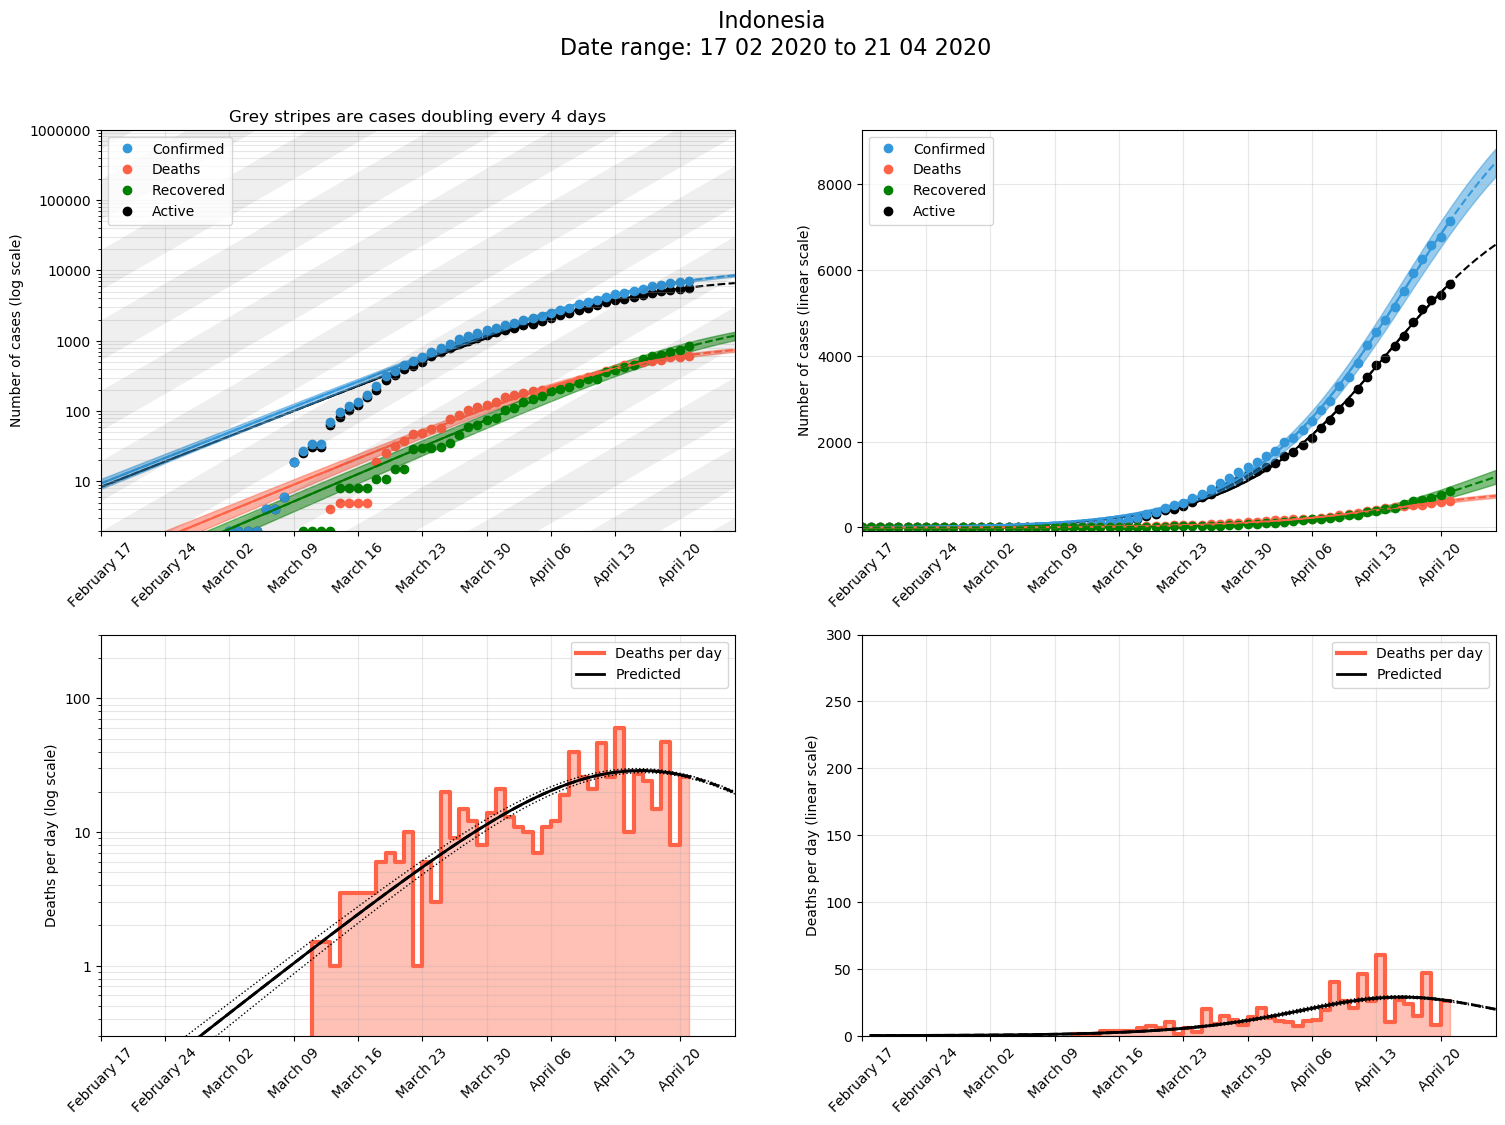 Indonesia
Date range: 17 02 2020 to 21 04 2020
Grey stripes are cases doubling every 4 days
Number of cases (log scale)
1000000
100000
10000
1000
100
10
Confirmed
Deaths
Recovered
Active
February 17
February 24
March 02
March 09
March 16
March 23
March 30
April 06
April 13
April 20
Number of cases (linear scale)
8000
6000
4000
2000
0
Confirmed
Deaths
Recovered
Active
February 17
February 24
March 02
March 09
March 16
March 23
March 30
April 06
April 13
April 20
Deaths per day (log scale)
100
10
1
Deaths per day
Predicted
February 17
February 24
March 02
March 09
March 16
March 23
March 30
April 06
April 13
April 20
Deaths per day (linear scale)
300
250
200
150
100
50
0
Deaths per day
Predicted
February 17
February 24
March 02
March 09
March 16
March 23
March 30
April 06
April 13
April 20